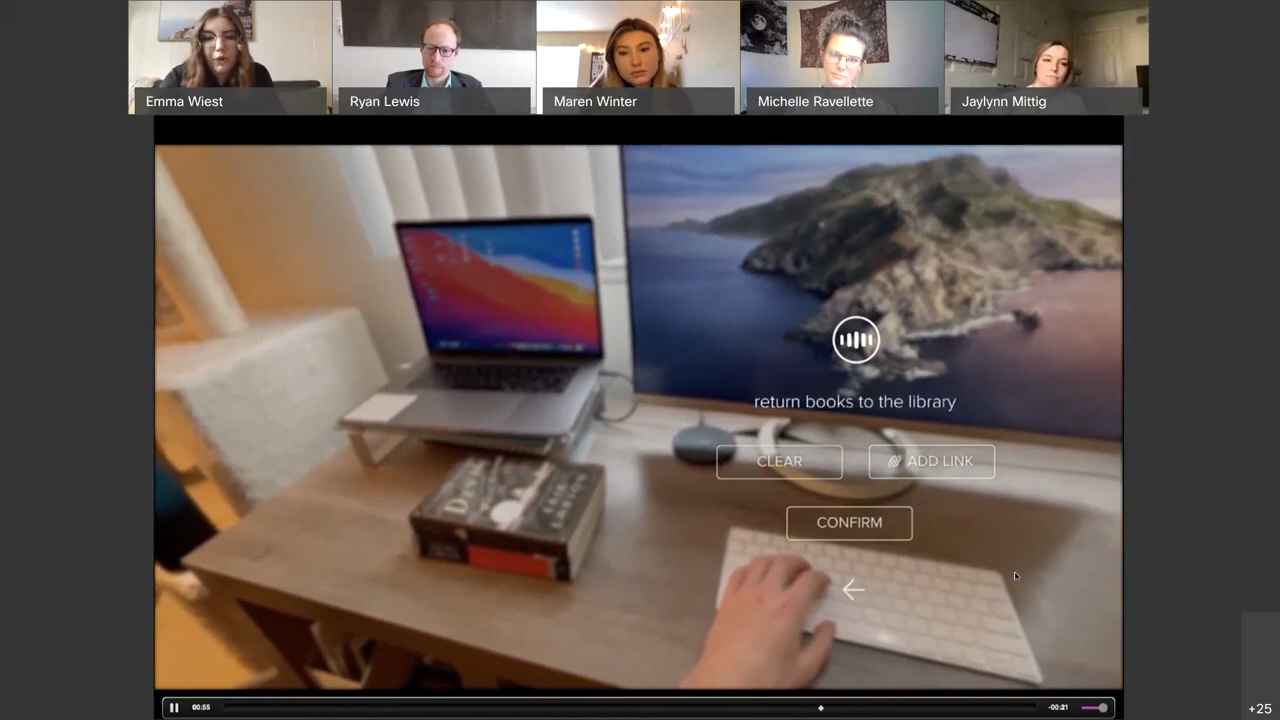 Emma Wiest
Ryan Lewis
Maren Winter
Michelle Ravellette
Jaylynn Mittig
return books to the library
CLEAR
ADD LINK
CONFIRM
00:55
-00:21
+25